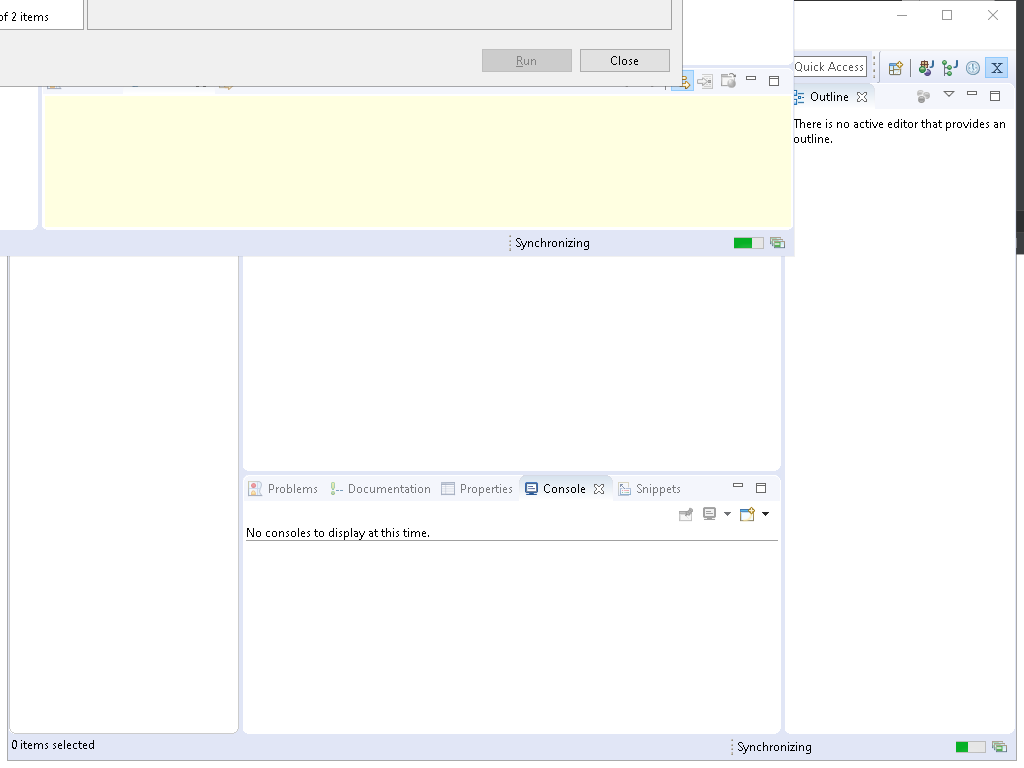 of 2 items
Run
Close
Quick Access
Outline
There is no active editor that provides an
outline.
Synchronizing
Problems
Documentation
Properties
Console
Snippets
No consoles to display at this time.
0 items selected
Synchronizing